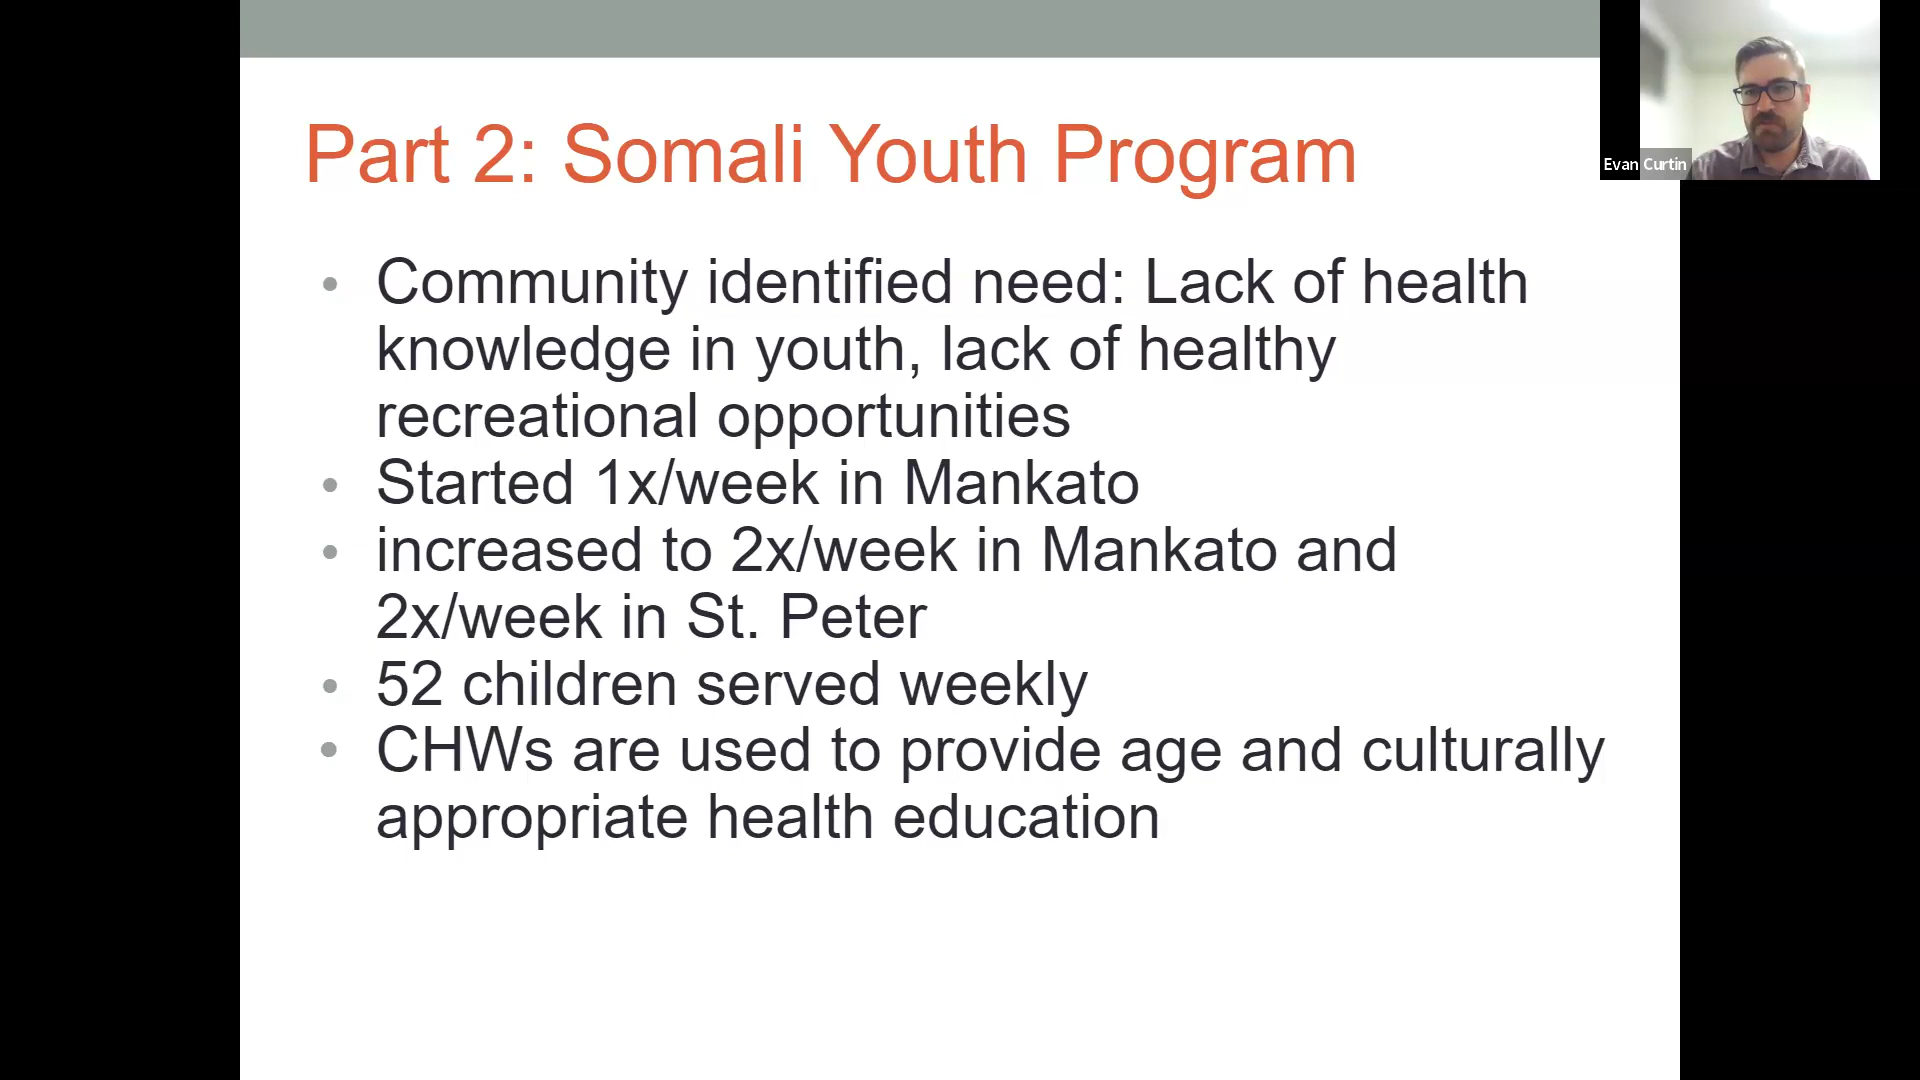 Part 2: Somali Youth Program
Evan Curtin
• Community identified need: Lack of health
knowledge in youth, lack of healthy
recreational opportunities
• Started 1x/week in Mankato
• increased to 2x/week in Mankato and
2x/week in St. Peter
• 52 children served weekly
• CHWs are used to provide age and culturally
appropriate health education